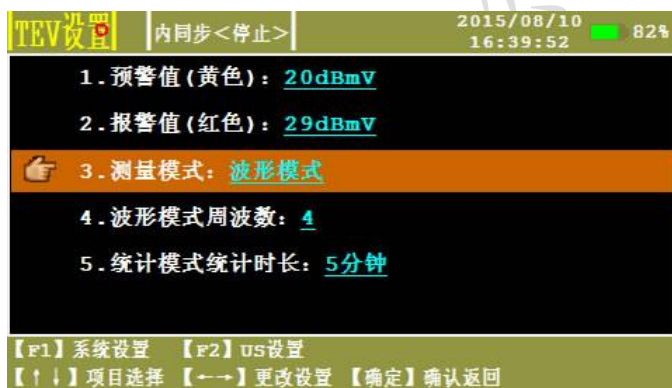 TEV设置 内同步<停止> 2015/08/10 16:39:52 82%
1.预警值(黄色): 20dBmV
2.报警值(红色): 29dBmV
3.测量模式: 波形模式
4.波形模式周波数: 4
5.统计模式统计时长: 5分钟
【F1】系统设置 【F2】US设置
【↑↓】项目选择 【←→】更改设置 【确定】确认返回